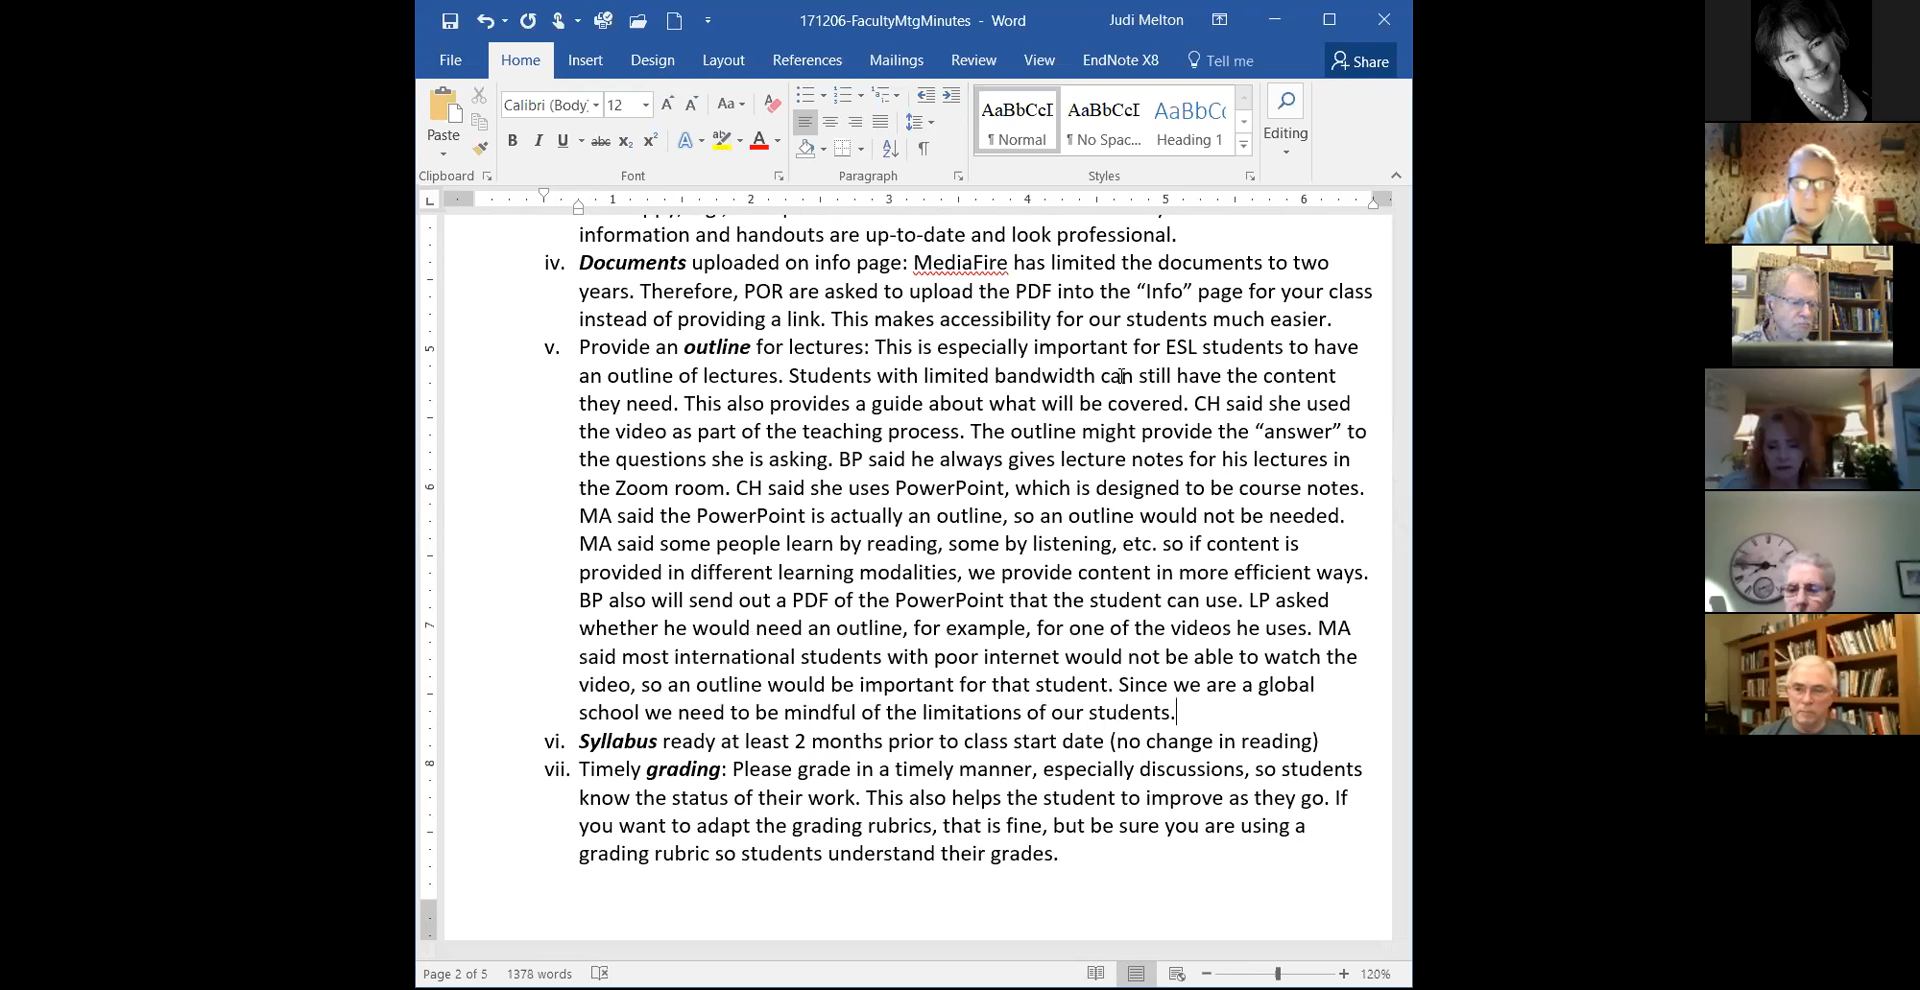 171206-FacultyMtgMinutes - Word
Judi Melton
File Home Insert Design Layout References Mailings Review View EndNote X8 Tell me Share
Calibri (Body) 12 Aa
Paste
B I U abc x₂ x² A ab A
AaBbCcI AaBbCcI AaBbCc
¶ Normal ¶ No Spac... Heading 1
Editing
Clipboard Font Paragraph Styles
1 2 3 4 5 6
information and handouts are up-to-date and look professional.
iv. Documents uploaded on info page: MediaFire has limited the documents to two
years. Therefore, POR are asked to upload the PDF into the “Info” page for your class
instead of providing a link. This makes accessibility for our students much easier.
v. Provide an outline for lectures: This is especially important for ESL students to have
an outline of lectures. Students with limited bandwidth can still have the content
they need. This also provides a guide about what will be covered. CH said she used
the video as part of the teaching process. The outline might provide the “answer” to
the questions she is asking. BP said he always gives lecture notes for his lectures in
the Zoom room. CH said she uses PowerPoint, which is designed to be course notes.
MA said the PowerPoint is actually an outline, so an outline would not be needed.
MA said some people learn by reading, some by listening, etc. so if content is
provided in different learning modalities, we provide content in more efficient ways.
BP also will send out a PDF of the PowerPoint that the student can use. LP asked
whether he would need an outline, for example, for one of the videos he uses. MA
said most international students with poor internet would not be able to watch the
video, so an outline would be important for that student. Since we are a global
school we need to be mindful of the limitations of our students.
vi. Syllabus ready at least 2 months prior to class start date (no change in reading)
vii. Timely grading: Please grade in a timely manner, especially discussions, so students
know the status of their work. This also helps the student to improve as they go. If
you want to adapt the grading rubrics, that is fine, but be sure you are using a
grading rubric so students understand their grades.
5
6
7
8
Page 2 of 5 1378 words 120%